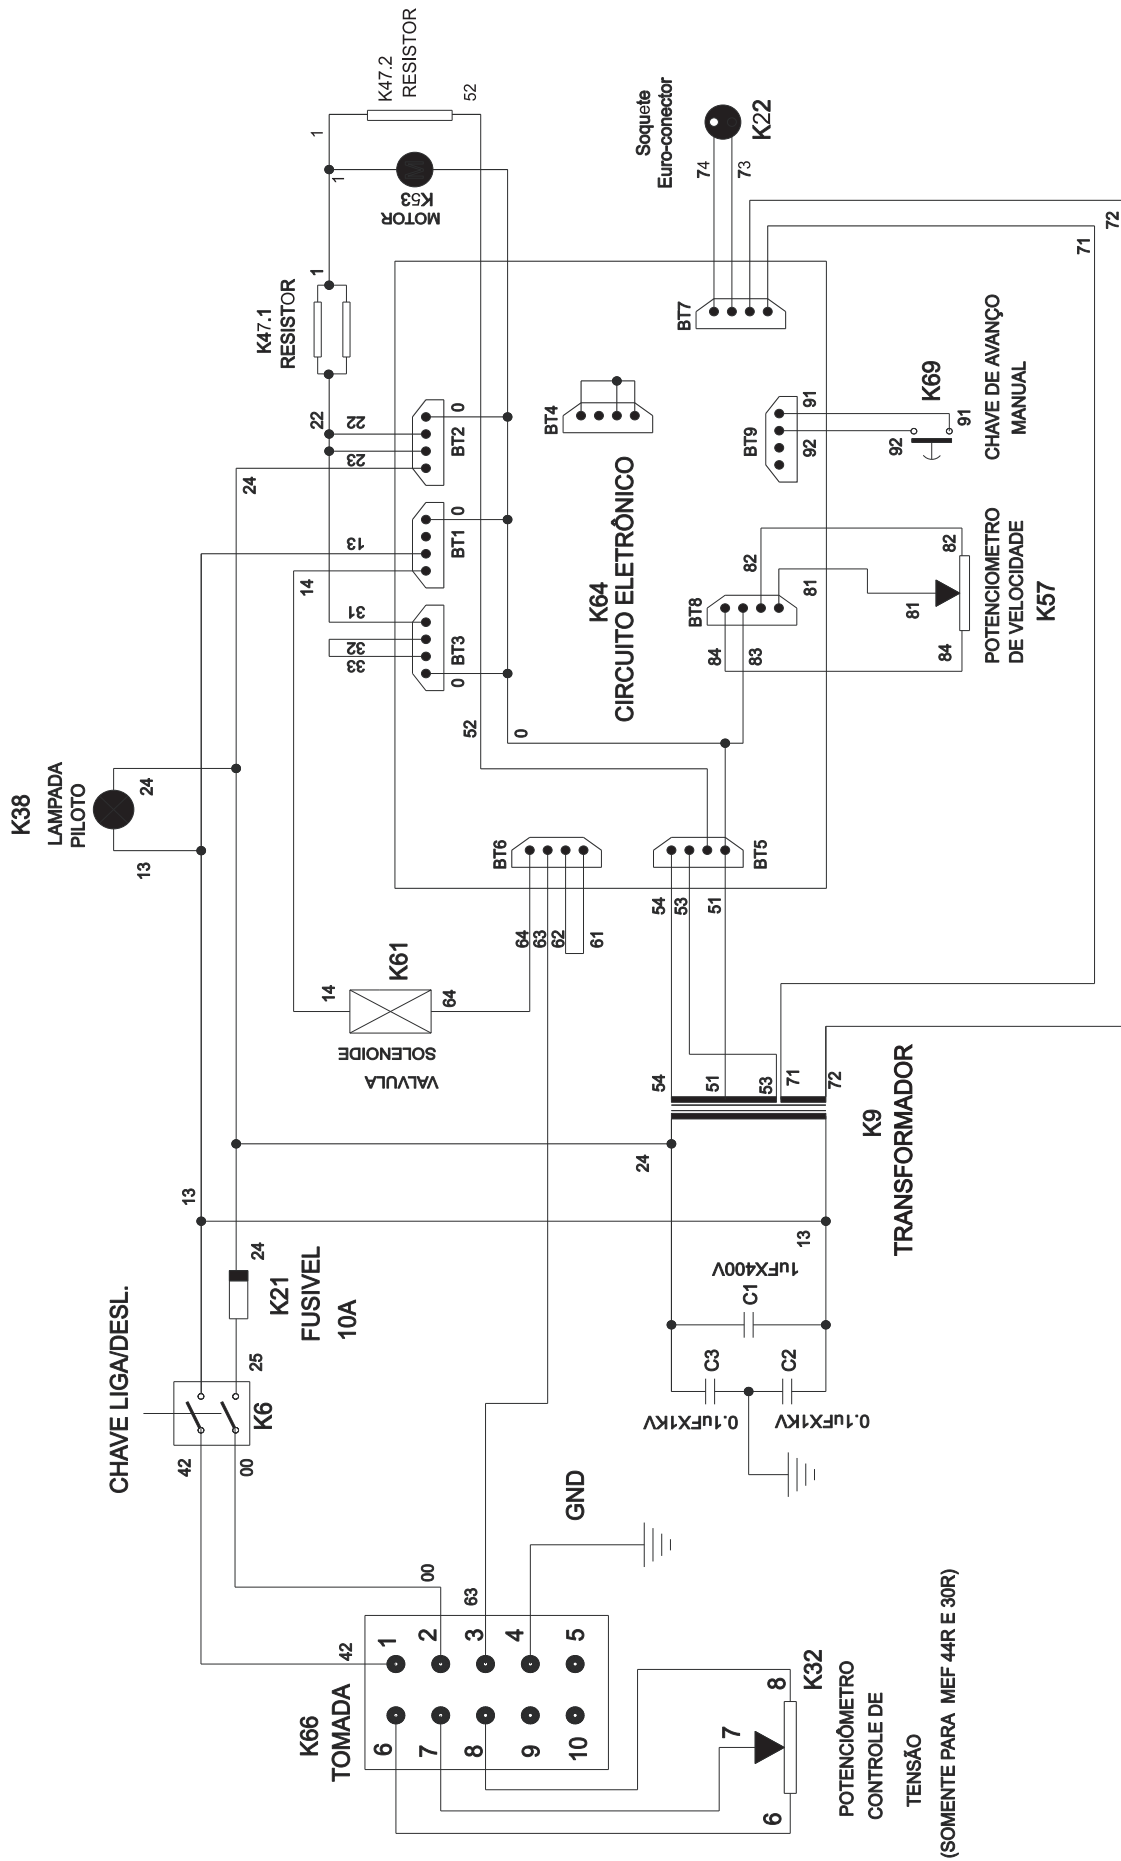 K47.2
RESISTOR
52
1
1
K53
MOTOR
K47.1
RESISTOR
1
22
22
23
24
0
BT2
13
14
0
BT1
31
32
33
0
BT3
52
0
K38
LAMPADA
PILOTO
24
13
Soquete
Euro-conector
K22
74
73
72
71
BT7
BT4
K64
CIRCUITO ELETRÔNICO
BT9
91
92
K69
91
92
CHAVE DE AVANÇO
MANUAL
BT8
82
81
84
83
82
81
84
POTENCIOMETRO
DE VELOCIDADE
K57
BT6
64
63
62
61
BT5
54
53
51
14
K61
64
VALVULA
SOLENOIDE
54
51
53
71
72
K9
TRANSFORMADOR
24
13
13
24
K21
FUSIVEL
10A
25
CHAVE LIGA/DESL.
K6
42
00
1uFX400V
C1
C3
C2
0.1uFX1KV
0.1uFX1KV
GND
63
00
42
K66
TOMADA
1
2
3
4
5
6
7
8
9
10
6
7
8
K32
POTENCIÔMETRO
CONTROLE DE
TENSÃO
(SOMENTE PARA MEF 44R E 30R)